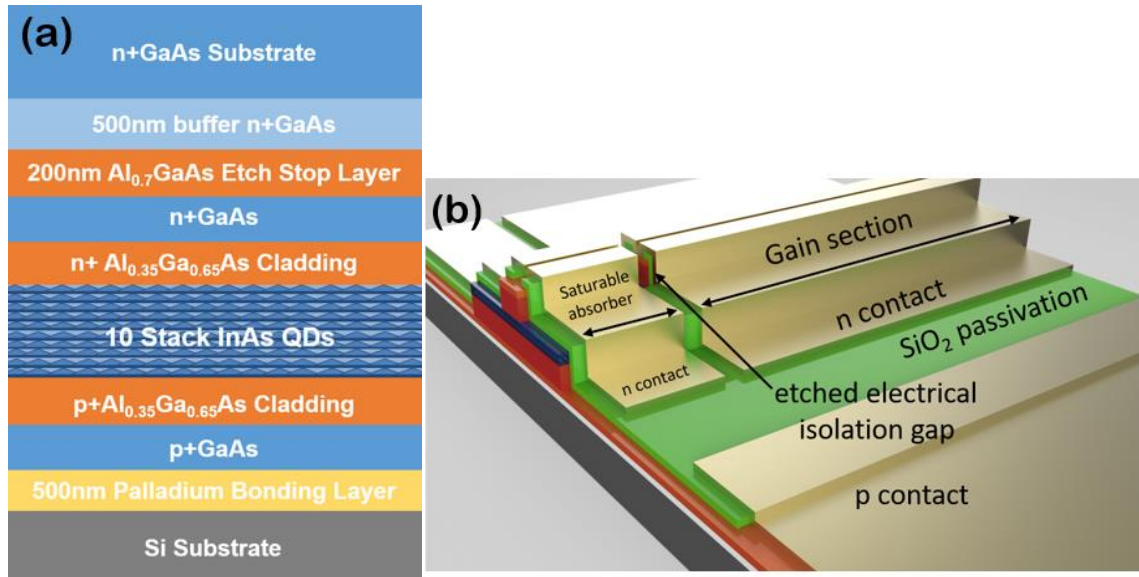 (a)
n+GaAs Substrate
500nm buffer n+GaAs
200nm Al₀.₇GaAs Etch Stop Layer
n+GaAs
n+ Al₀.₃₅Ga₀.₆₅As Cladding
10 Stack InAs QDs
p+Al₀.₃₅Ga₀.₆₅As Cladding
p+GaAs
500nm Palladium Bonding Layer
Si Substrate
(b)
Gain section
Saturable
absorber
n contact
n contact
SiO₂ passivation
etched electrical
isolation gap
p contact